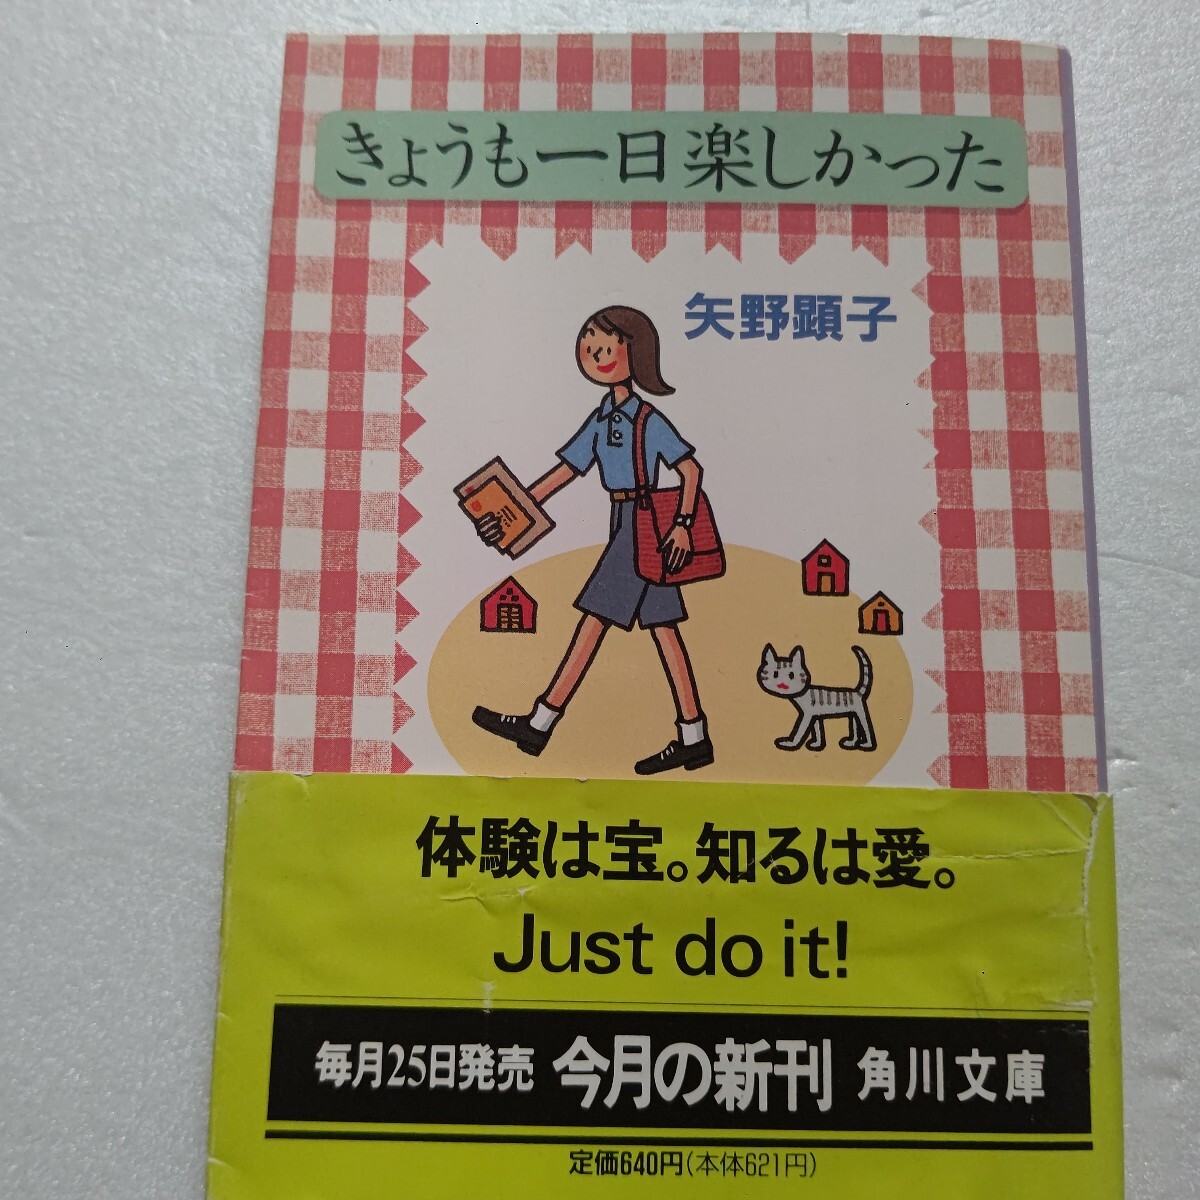 きょうも一日楽しかった
矢野顕子
体験は宝。知るは愛。
Just do it!
毎月25日発売 今月の新刊 角川文庫
定価640円(本体621円)